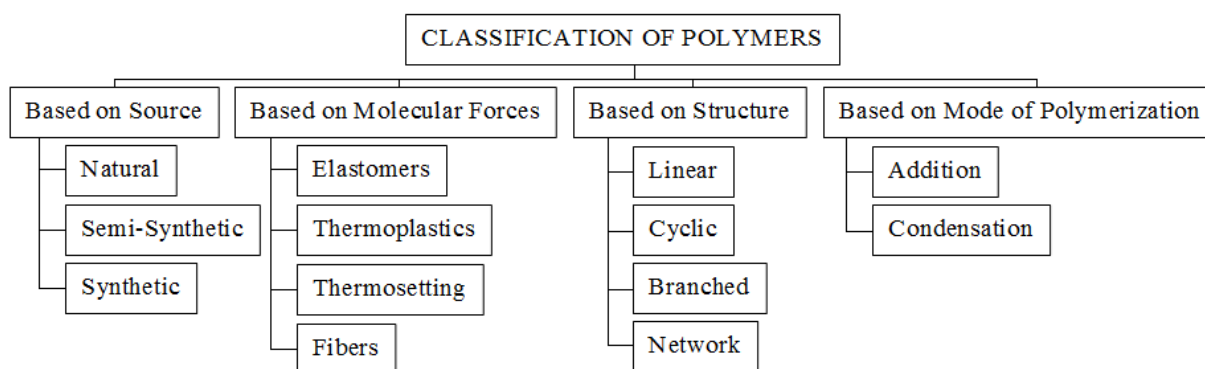 CLASSIFICATION OF POLYMERS
Based on Source
Natural
Semi-Synthetic
Synthetic
Based on Molecular Forces
Elastomers
Thermoplastics
Thermosetting
Fibers
Based on Structure
Linear
Cyclic
Branched
Network
Based on Mode of Polymerization
Addition
Condensation